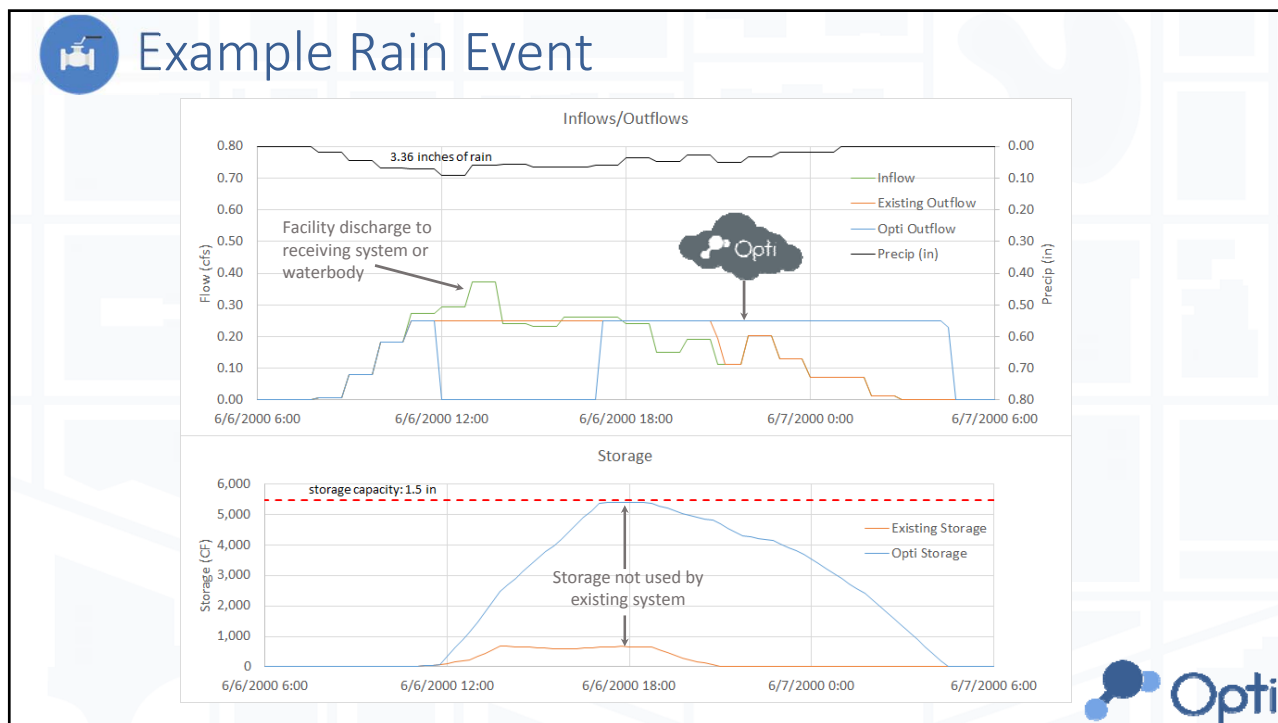 Example Rain Event
Inflows/Outflows
0.80
0.70
0.60
0.50
0.40
0.30
0.20
0.10
0.00
Flow (cfs)
0.00
0.10
0.20
0.30
0.40
0.50
0.60
0.70
0.80
Precip (in)
3.36 inches of rain
Facility discharge to
receiving system or
waterbody
Opti
Inflow
Existing Outflow
Opti Outflow
Precip (in)
6/6/2000 6:00 6/6/2000 12:00 6/6/2000 18:00 6/7/2000 0:00 6/7/2000 6:00
Storage
6,000
5,000
4,000
3,000
2,000
1,000
0
Storage (CF)
storage capacity: 1.5 in
Existing Storage
Opti Storage
Storage not used by
existing system
6/6/2000 6:00 6/6/2000 12:00 6/6/2000 18:00 6/7/2000 0:00 6/7/2000 6:00
Opti